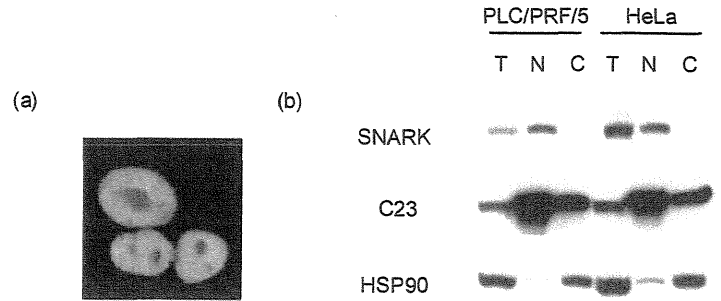 PLC/PRF/5 HeLa
T N C T N C
(a) (b)
SNARK
C23
HSP90